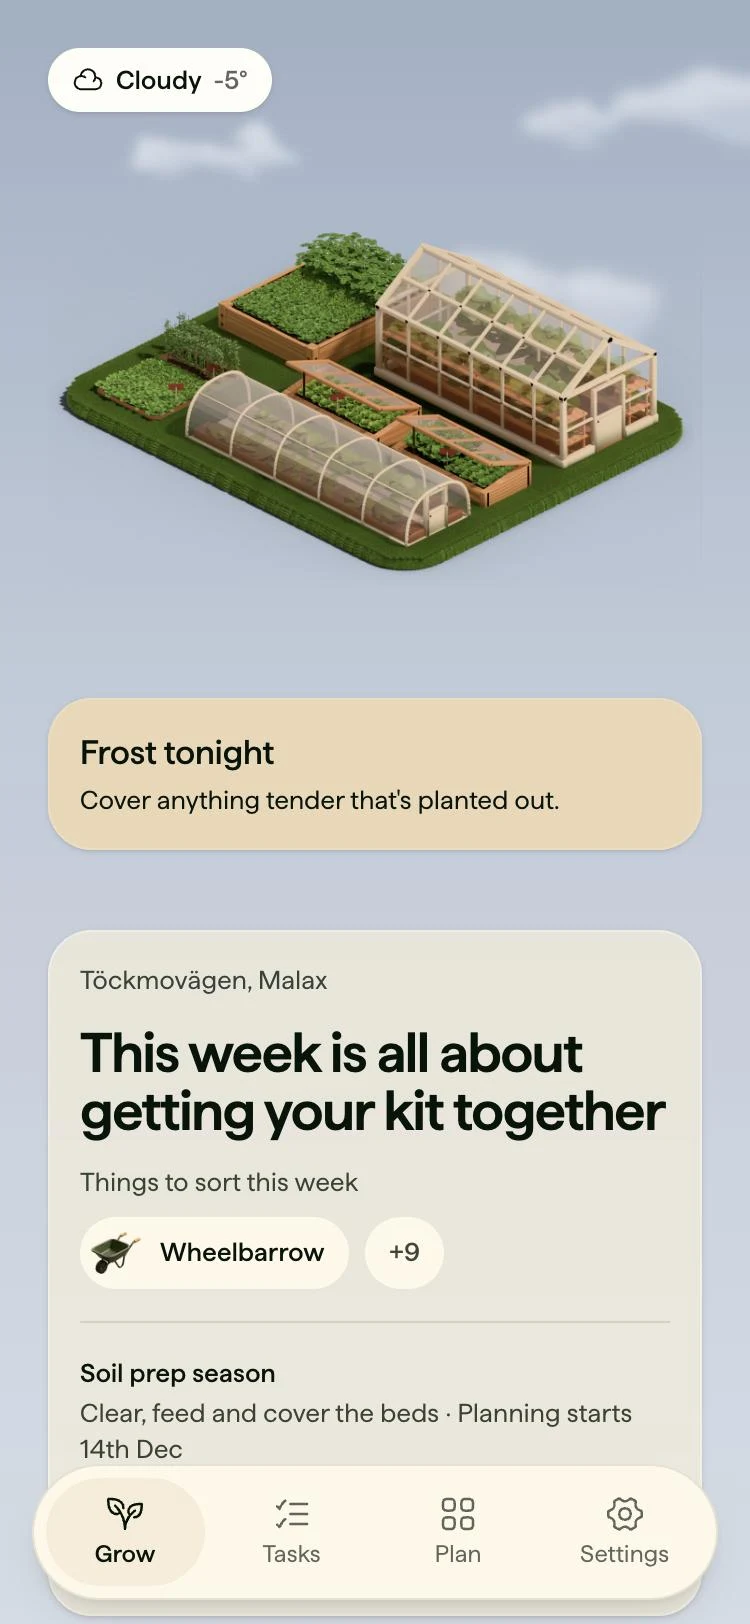 Cloudy -5°
Frost tonight
Cover anything tender that's planted out.
Töckmovägen, Malax
This week is all about
getting your kit together
Things to sort this week
Wheelbarrow +9
Soil prep season
Clear, feed and cover the beds · Planning starts
14th Dec
Grow Tasks Plan Settings